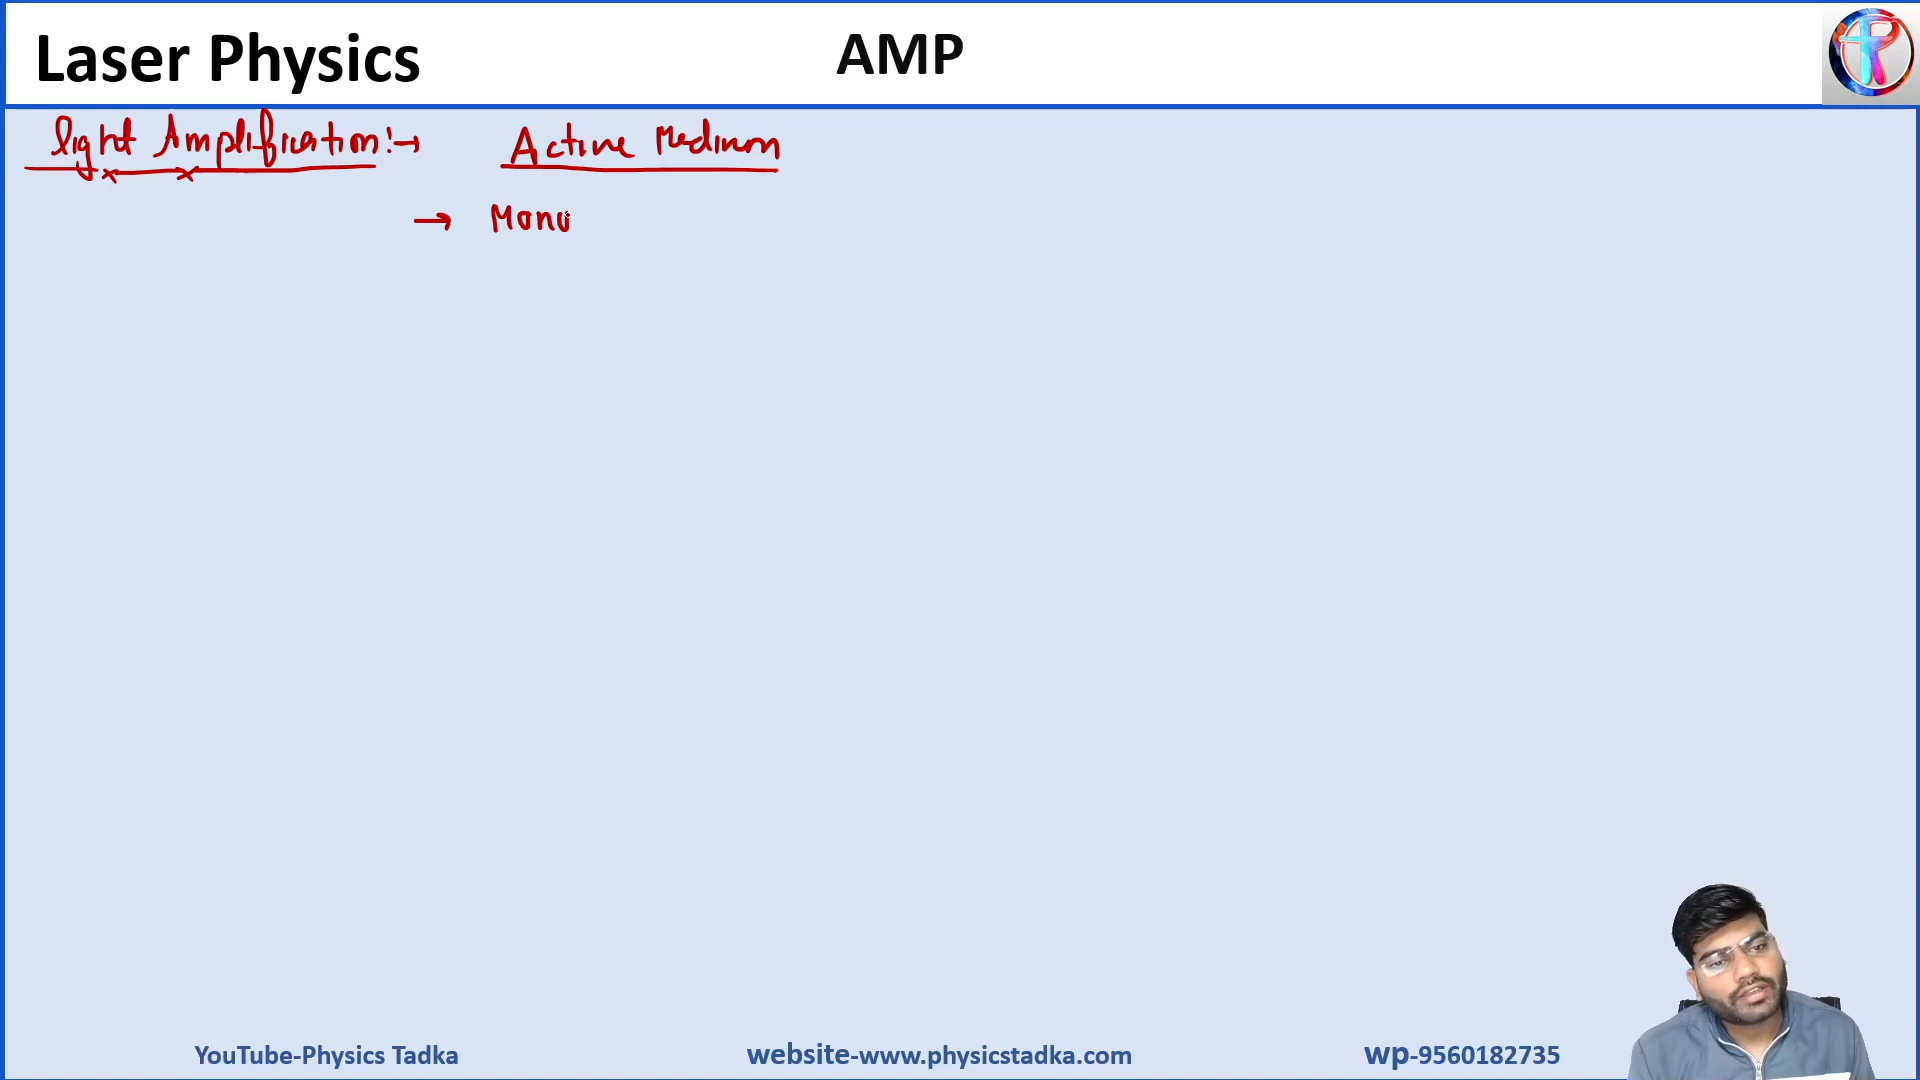 Laser Physics
AMP
light Amplification:→ Active Medium
→ Mono
YouTube-Physics Tadka
website-www.physicstadka.com
wp-9560182735